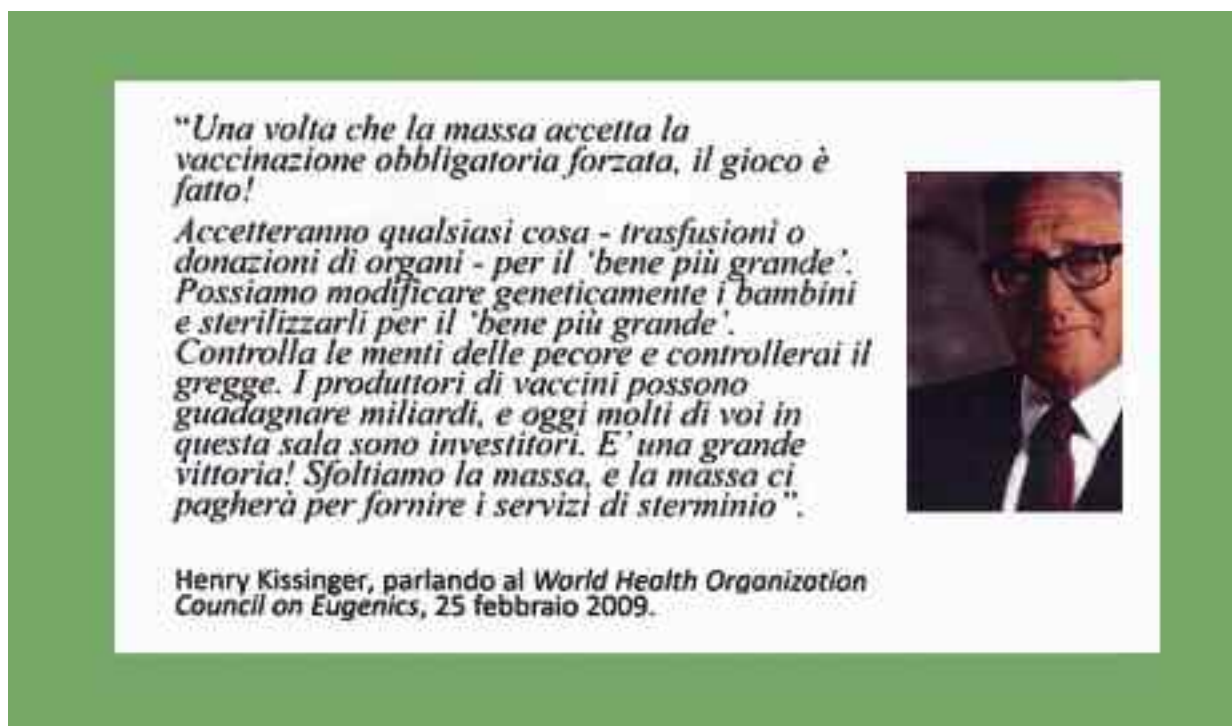 “Una volta che la massa accetta la
vaccinazione obbligatoria forzata, il gioco è
fatto!
Accetteranno qualsiasi cosa - trasfusioni o
donazioni di organi - per il ‘bene più grande’.
Possiamo modificare geneticamente i bambini
e sterilizzarli per il ‘bene più grande’.
Controlla le menti delle pecore e controllerai il
gregge. I produttori di vaccini possono
guadagnare miliardi, e oggi molti di voi in
questa sala sono investitori. E’ una grande
vittoria! Sfoltiamo la massa, e la massa ci
pagherà per fornire i servizi di sterminio”.
Henry Kissinger, parlando al World Health Organization
Council on Eugenics, 25 febbraio 2009.